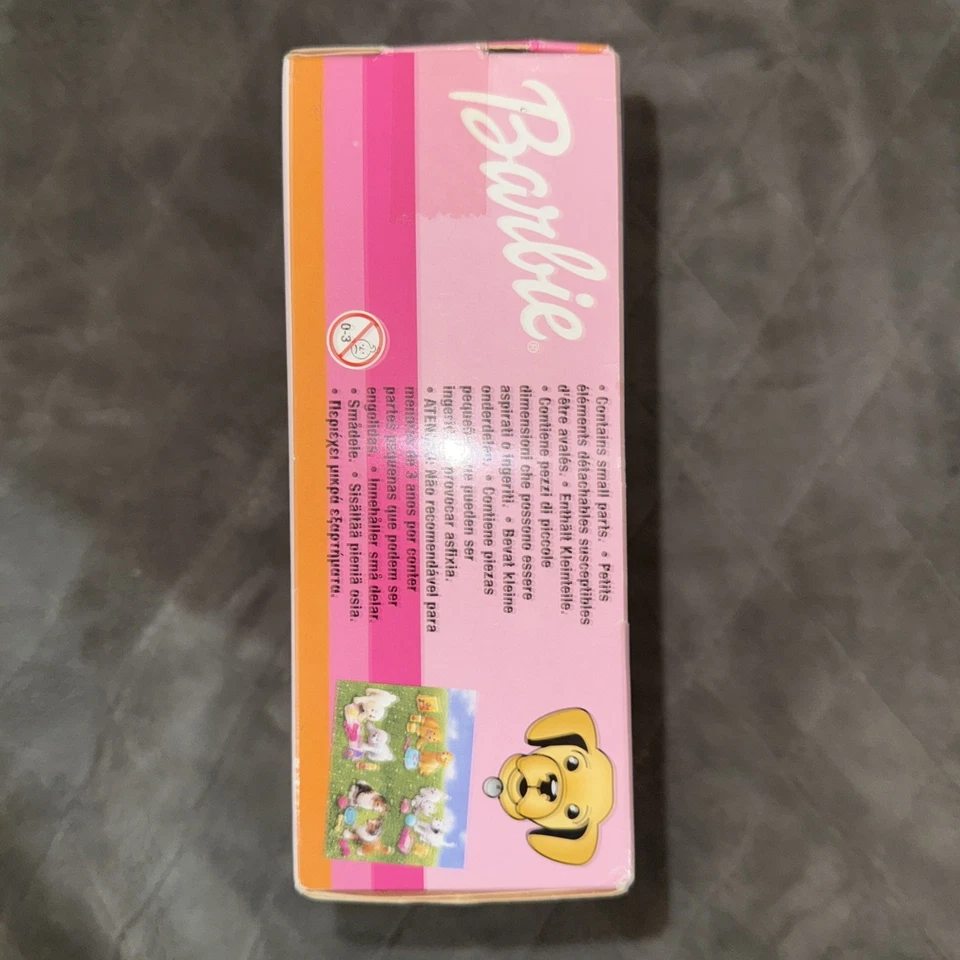 Barbie®
0-3
• Contains small parts. • Petits
éléments détachables susceptibles
d'être avalés. • Enthält Kleinteile.
• Contiene pezzi di piccole
dimensioni che possono essere
aspirati o ingeriti. • Bevat kleine
onderdelen. • Contiene piezas
que pueden ser
provocar asfixia.
• Não recomendável para
menores de 3 anos por conter
partes pequenas que podem ser
engolidas. • Innehåller små delar.
• Smådele. • Sisältää pieniä osia.
• Περιέχει μικρά εξαρτήματα.